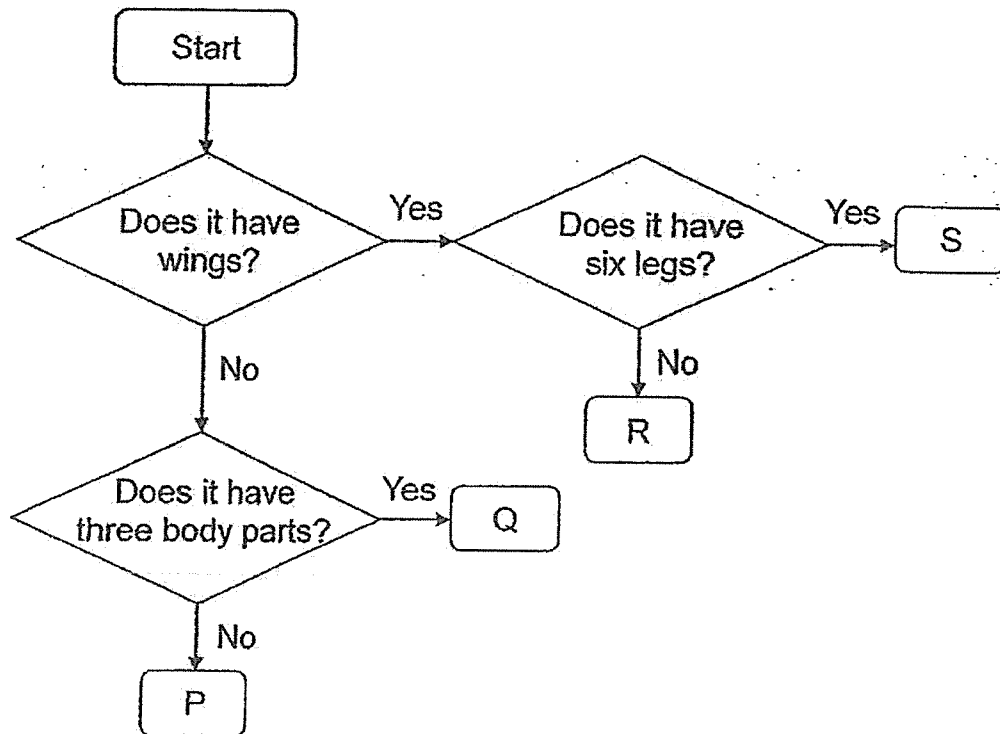 Start
Does it have
wings?
Yes
Does it have
six legs?
Yes
S
No
No
R
Does it have
three body parts?
Yes
Q
No
P